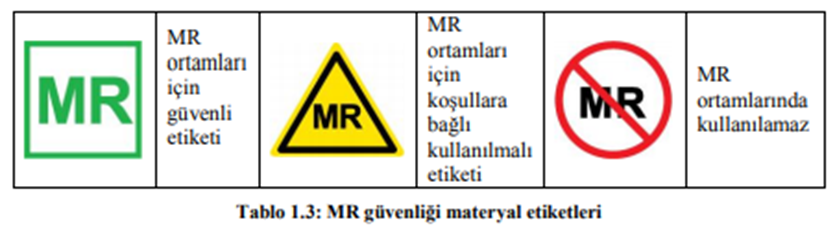 MR
MR
ortamları
için
güvenli
etiketi
MR
MR
ortamları
için
koşullara
bağlı
kullanılmalı
etiketi
MR
MR
ortamlarında
kullanılamaz
Tablo 1.3: MR güvenliği materyal etiketleri